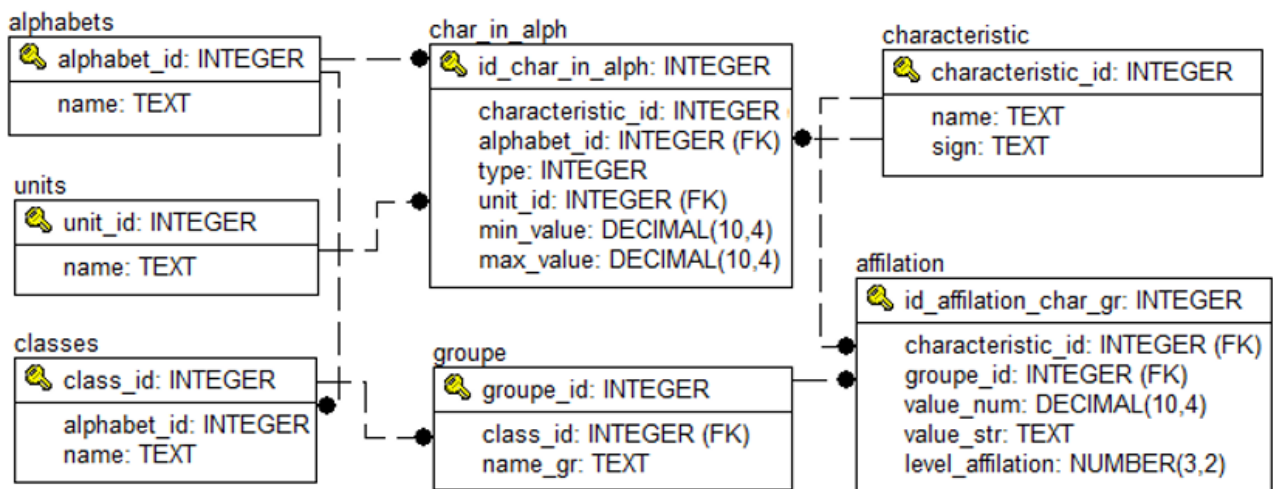 alphabets
alphabet_id: INTEGER
name: TEXT
units
unit_id: INTEGER
name: TEXT
classes
class_id: INTEGER
alphabet_id: INTEGER
name: TEXT
char_in_alph
id_char_in_alph: INTEGER
characteristic_id: INTEGER
alphabet_id: INTEGER (FK)
type: INTEGER
unit_id: INTEGER (FK)
min_value: DECIMAL(10,4)
max_value: DECIMAL(10,4)
groupe
groupe_id: INTEGER
class_id: INTEGER (FK)
name_gr: TEXT
characteristic
characteristic_id: INTEGER
name: TEXT
sign: TEXT
affilation
id_affilation_char_gr: INTEGER
characteristic_id: INTEGER (FK)
groupe_id: INTEGER (FK)
value_num: DECIMAL(10,4)
value_str: TEXT
level_affilation: NUMBER(3,2)